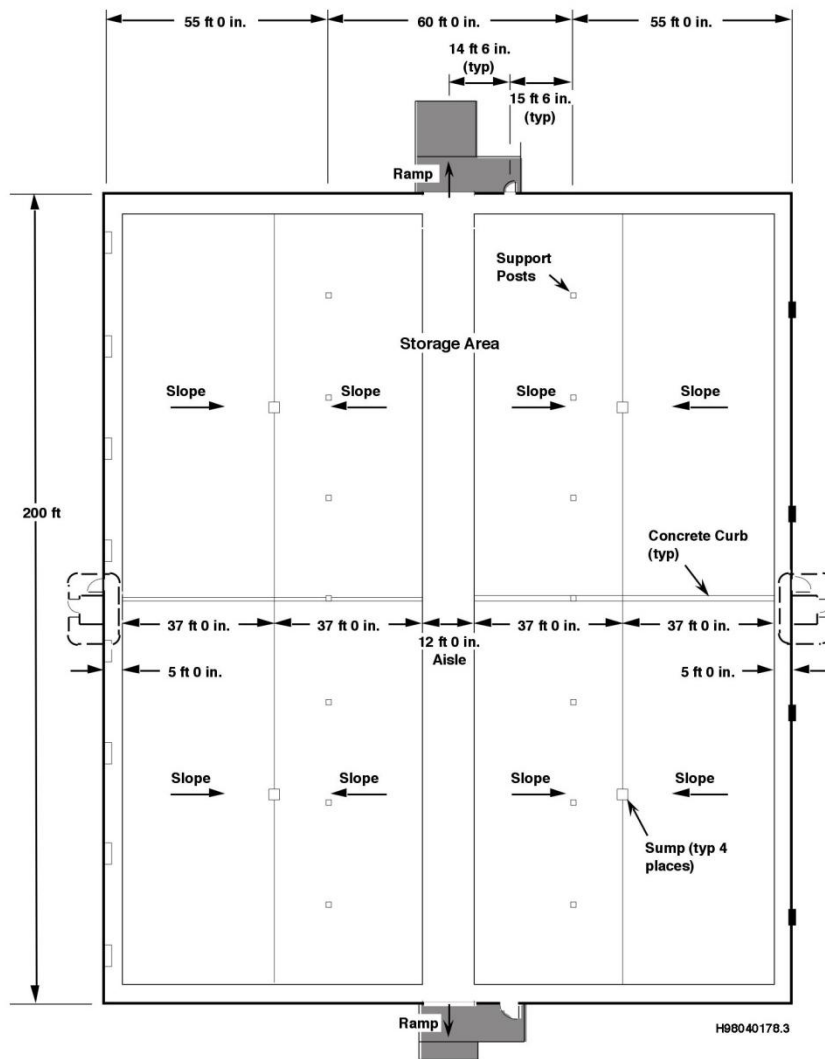 55 ft 0 in.
60 ft 0 in.
55 ft 0 in.
14 ft 6 in.
(typ)
15 ft 6 in.
(typ)
Ramp
Support
Posts
Storage Area
Slope
Slope
Slope
Slope
200 ft
Concrete Curb
(typ)
37 ft 0 in.
37 ft 0 in.
12 ft 0 in.
Aisle
37 ft 0 in.
37 ft 0 in.
5 ft 0 in.
5 ft 0 in.
Slope
Slope
Slope
Slope
Sump (typ 4
places)
Ramp
H98040178.3